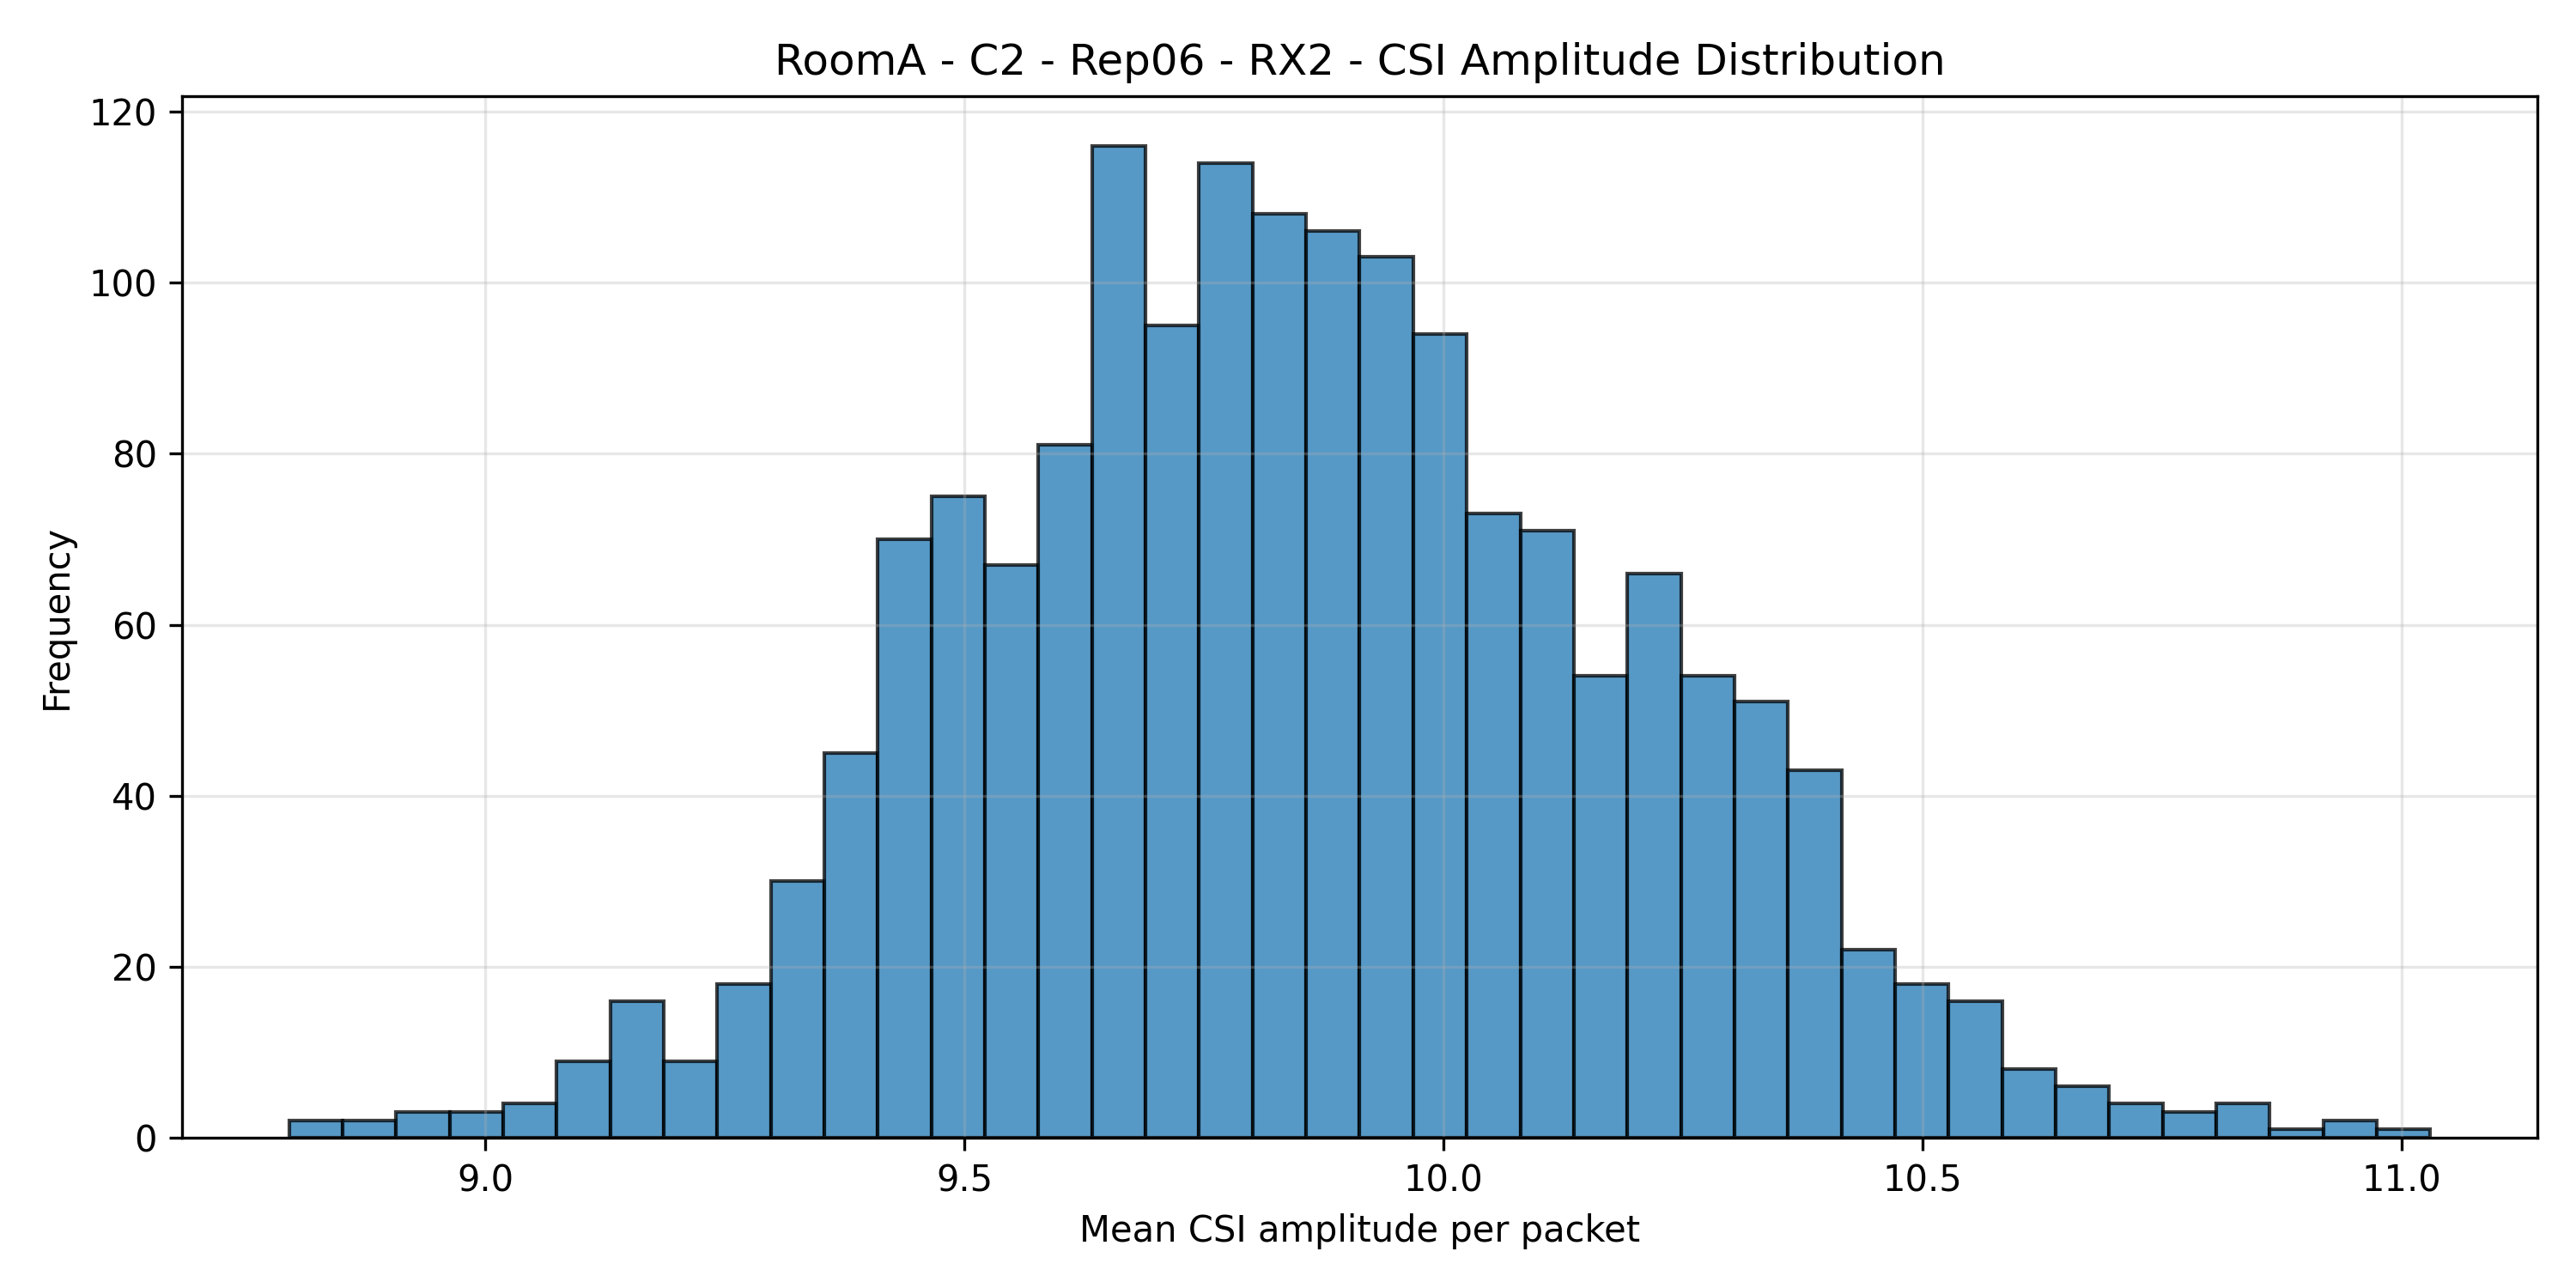 RoomA - C2 - Rep06 - RX2 - CSI Amplitude Distribution
120
100
80
60
40
20
0
Frequency
9.0 9.5 10.0 10.5 11.0
Mean CSI amplitude per packet